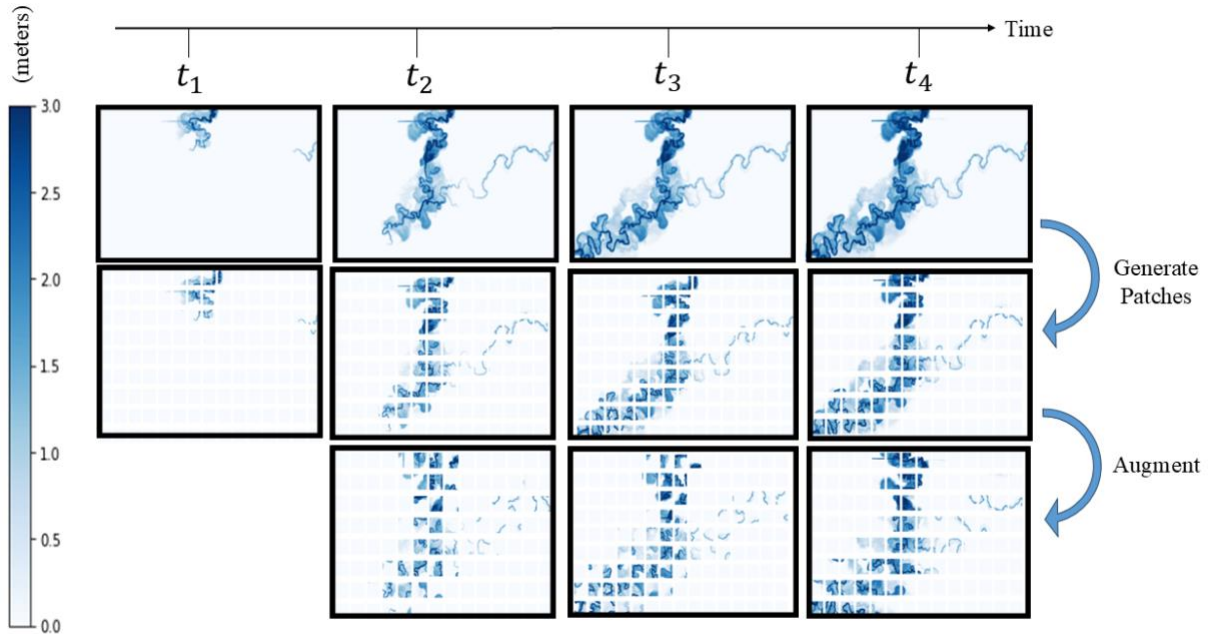 (meters)
Time
t1
t2
t3
t4
3.0
2.5
2.0
1.5
1.0
0.5
0.0
Generate
Patches
Augment